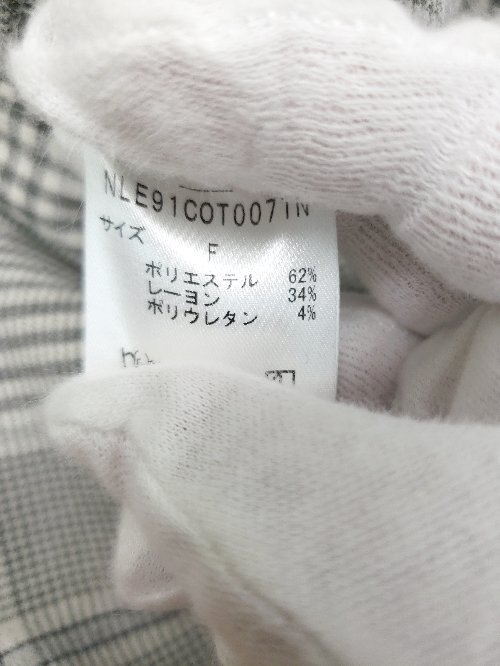 NLE91COT0071N
サイズ
F
ポリエステル 62%
レーヨン 34%
ポリウレタン 4%